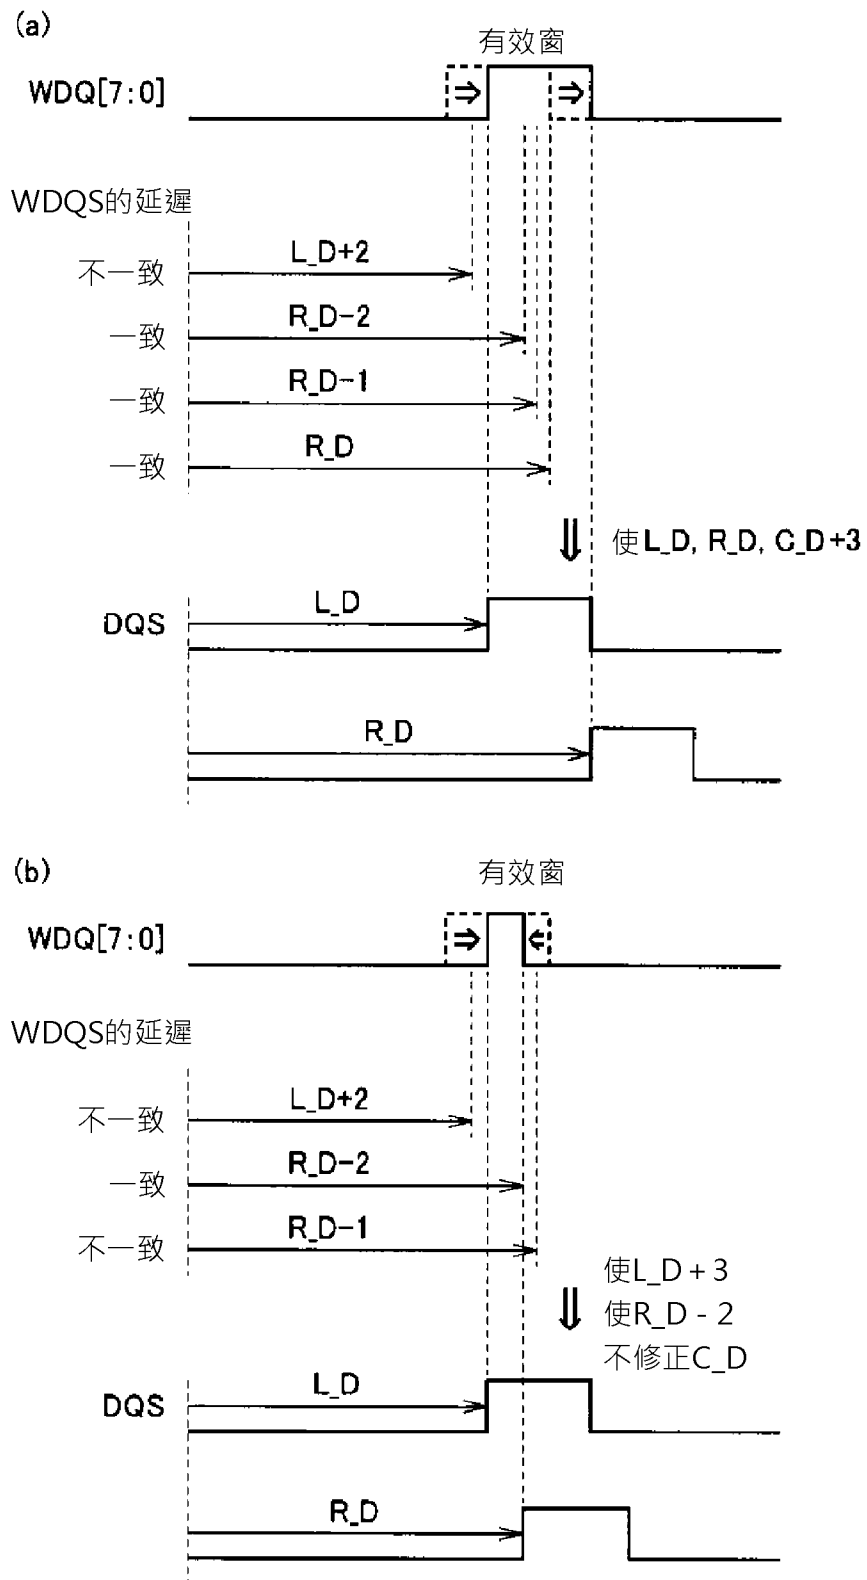 (a)
有效窗
WDQ[7:0]
WDQS的延遲
L_D+2
不一致
R_D-2
一致
R_D-1
一致
R_D
一致
使L_D, R_D, C_D+3
L_D
DQS
R_D
(b)
有效窗
WDQ[7:0]
WDQS的延遲
L_D+2
不一致
R_D-2
一致
R_D-1
不一致
使L_D + 3
使R_D - 2
不修正C_D
L_D
DQS
R_D